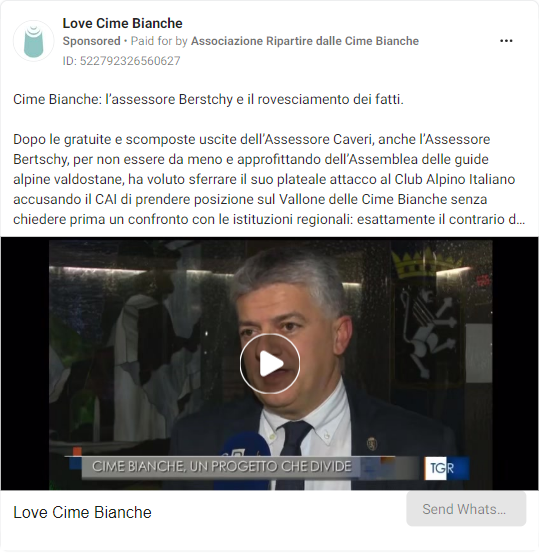 Love Cime Bianche
Sponsored • Paid for by Associazione Ripartire dalle Cime Bianche
ID: 522792326560627
Cime Bianche: l'assessore Berstchy e il rovesciamento dei fatti.
Dopo le gratuite e scomposte uscite dell'Assessore Caveri, anche l'Assessore
Bertschy, per non essere da meno e approfittando dell'Assemblea delle guide
alpine valdostane, ha voluto sferrare il suo plateale attacco al Club Alpino Italiano
accusando il CAI di prendere posizione sul Vallone delle Cime Bianche senza
chiedere prima un confronto con le istituzioni regionali: esattamente il contrario d...
CIME BIANCHE, UN PROGETTO CHE DIVIDE
TGR
Love Cime Bianche
Send Whats...